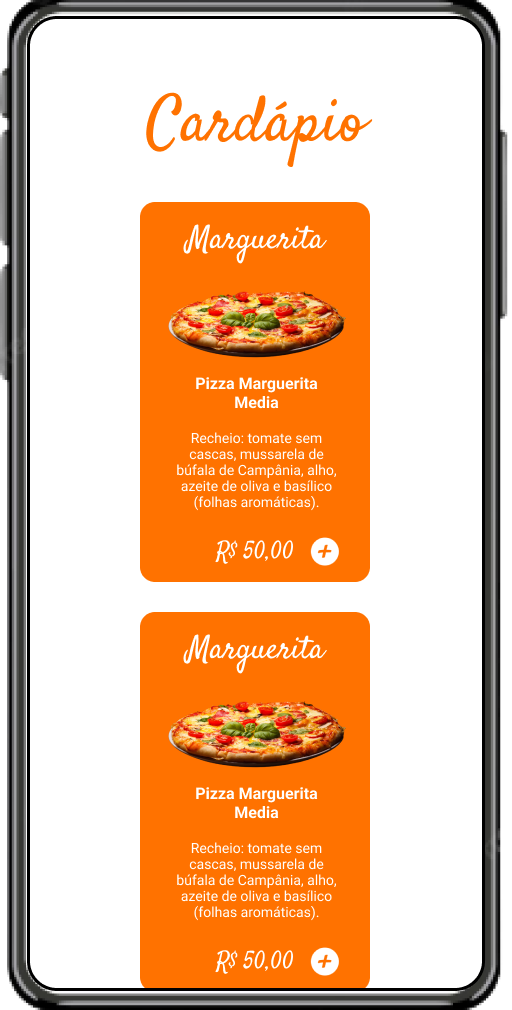 Cardápio
Marguerita
Pizza Marguerita
Media
Recheio: tomate sem
cascas, mussarela de
búfala de Campânia, alho,
azeite de oliva e basílico
(folhas aromáticas).
R$ 50,00
Marguerita
Pizza Marguerita
Media
Recheio: tomate sem
cascas, mussarela de
búfala de Campânia, alho,
azeite de oliva e basílico
(folhas aromáticas).
R$ 50,00